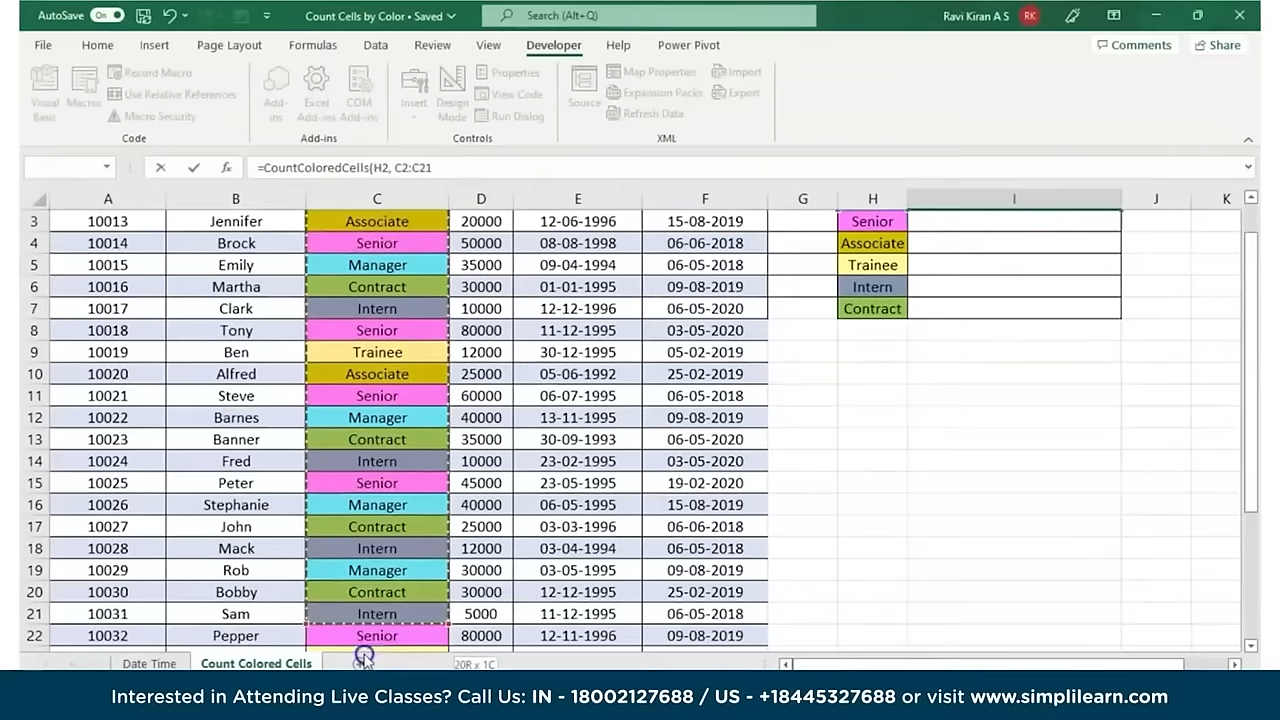 AutoSave On Count Cells by Color • Saved Search (Alt+Q) Ravi Kiran A S RK
File Home Insert Page Layout Formulas Data Review View Developer Help Power Pivot Comments Share
Visual Basic Macros Record Macro Use Relative References Macro Security Add-ins Excel Add-ins COM Add-ins Insert Design Mode Properties View Code Run Dialog Source Map Properties Expansion Packs Refresh Data Import Export
Code Add-ins Controls XML
fx =CountColoredCells(H2, C2:C21
A B C D E F G H I J K
3 10013 Jennifer Associate 20000 12-06-1996 15-08-2019 Senior
4 10014 Brock Senior 50000 08-08-1998 06-06-2018 Associate
5 10015 Emily Manager 35000 09-04-1994 06-05-2018 Trainee
6 10016 Martha Contract 30000 01-01-1995 09-08-2019 Intern
7 10017 Clark Intern 10000 12-12-1996 06-05-2020 Contract
8 10018 Tony Senior 80000 11-12-1995 03-05-2020
9 10019 Ben Trainee 12000 30-12-1995 05-02-2019
10 10020 Alfred Associate 25000 05-06-1992 25-02-2019
11 10021 Steve Senior 60000 06-07-1995 06-05-2018
12 10022 Barnes Manager 40000 13-11-1995 09-08-2019
13 10023 Banner Contract 35000 30-09-1993 06-05-2020
14 10024 Fred Intern 10000 23-02-1995 03-05-2020
15 10025 Peter Senior 45000 23-05-1995 19-02-2020
16 10026 Stephanie Manager 40000 06-05-1995 15-08-2019
17 10027 John Contract 25000 03-03-1996 06-06-2018
18 10028 Mack Intern 12000 03-04-1994 06-05-2018
19 10029 Rob Manager 30000 03-05-1995 09-08-2019
20 10030 Bobby Contract 30000 12-12-1995 25-02-2019
21 10031 Sam Intern 5000 11-12-1995 06-05-2018
22 10032 Pepper Senior 80000 12-11-1996 09-08-2019
Date Time Count Colored Cells 20R x 1C
Interested in Attending Live Classes? Call Us: IN - 18002127688 / US - +18445327688 or visit www.simplilearn.com